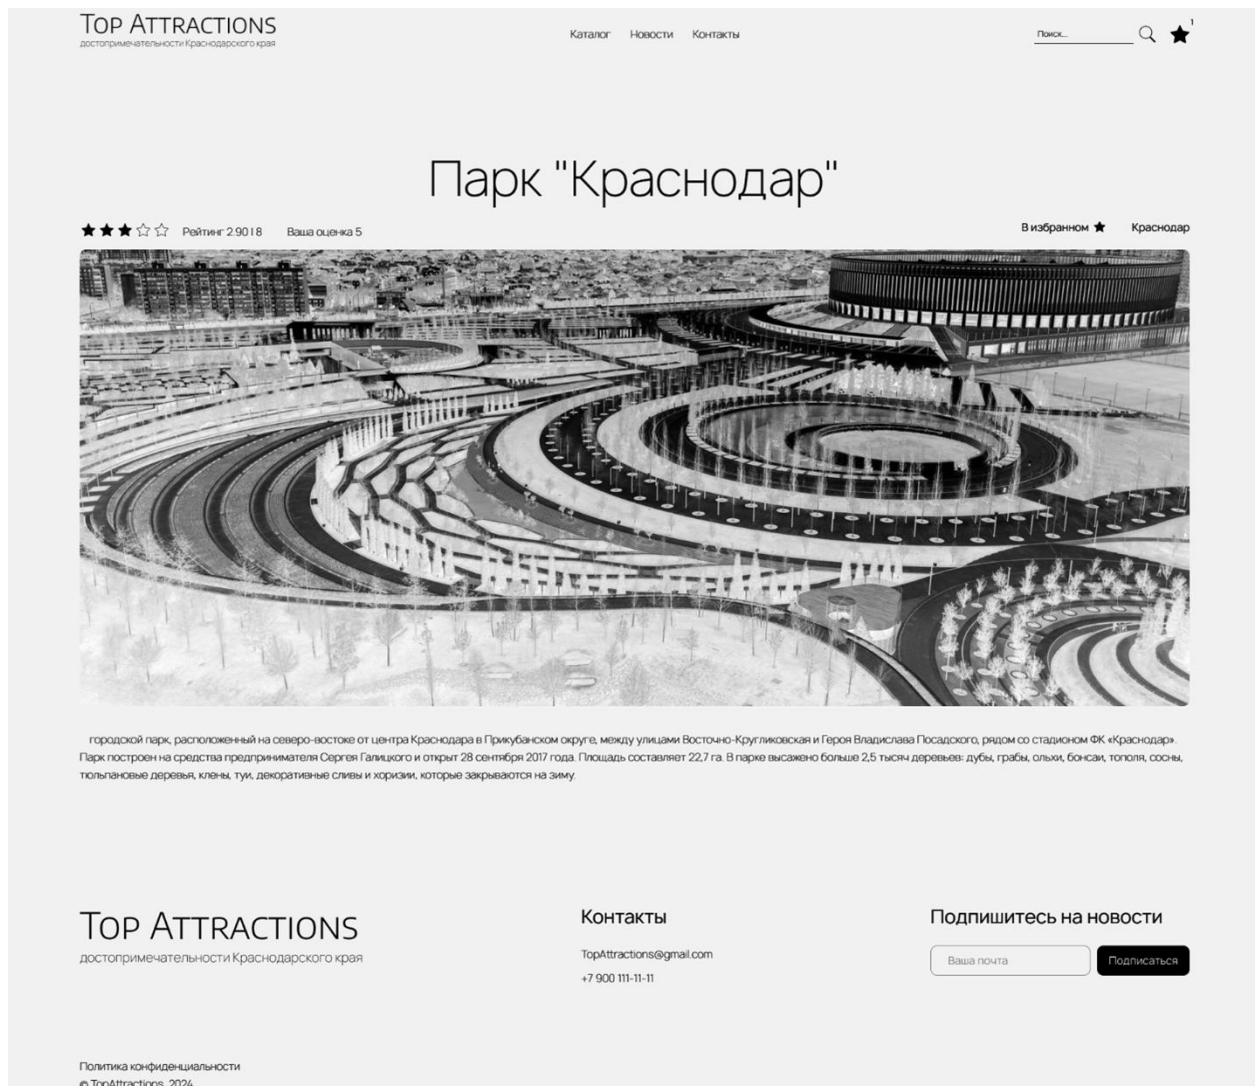 TOP ATTRACTIONS
достопримечательности Краснодарского края
Каталог Новости Контакты
Поиск...
1
Парк "Краснодар"
Рейтинг 2.90 | 8 Ваша оценка 5
В избранном Краснодар
городской парк, расположенный на северо-востоке от центра Краснодара в Прикубанском округе, между улицами Восточно-Кругликовская и Героя Владислава Посадского, рядом со стадионом ФК «Краснодар».
Парк построен на средства предпринимателя Сергея Галицкого и открыт 28 сентября 2017 года. Площадь составляет 22,7 га. В парке высажено больше 2,5 тысяч деревьев: дубы, грабы, ольхи, бонсаи, тополя, сосны,
тюльпановые деревья, клены, туи, декоративные сливы и хоризии, которые закрываются на зиму.
TOP ATTRACTIONS
достопримечательности Краснодарского края
Контакты
TopAttractions@gmail.com
+7 900 111-11-11
Подпишитесь на новости
Ваша почта Подписаться
Политика конфиденциальности
© TopAttractions, 2024